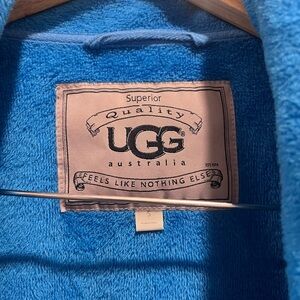 Superior
Quality
UGG
australia
FEELS LIKE NOTHING ELSE